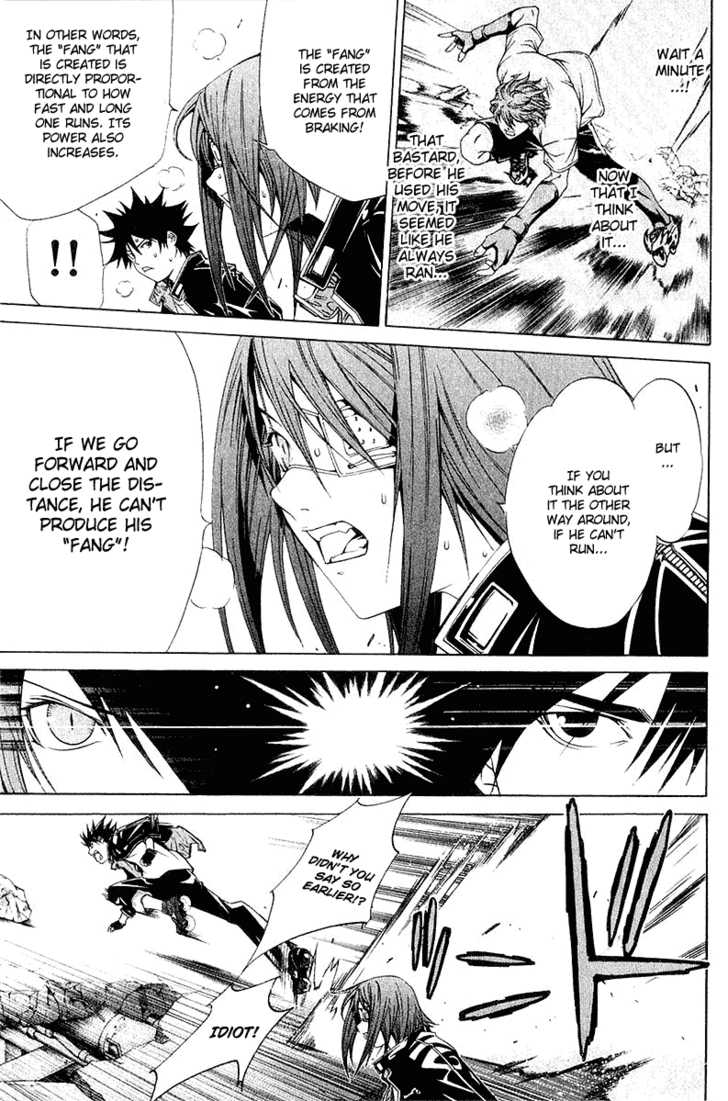 WAIT A
MINUTE
...!
NOW
THAT I
THINK
ABOUT
IT...
THAT
BASTARD,
BEFORE HE
USED HIS
MOVE, IT
SEEMED
LIKE HE
ALWAYS
RAN...
THE "FANG"
IS CREATED
FROM THE
ENERGY THAT
COMES FROM
BRAKING!
IN OTHER WORDS,
THE "FANG" THAT
IS CREATED IS
DIRECTLY PROPOR-
TIONAL TO HOW
FAST AND LONG
ONE RUNS. ITS
POWER ALSO
INCREASES.
!!
BUT
...
IF YOU
THINK ABOUT
IT THE OTHER
WAY AROUND,
IF HE CAN'T
RUN...
IF WE GO
FORWARD AND
CLOSE THE DIS-
TANCE, HE CAN'T
PRODUCE HIS
"FANG"!
WHY
DIDN'T YOU
SAY SO
EARLIER!?
IDIOT!